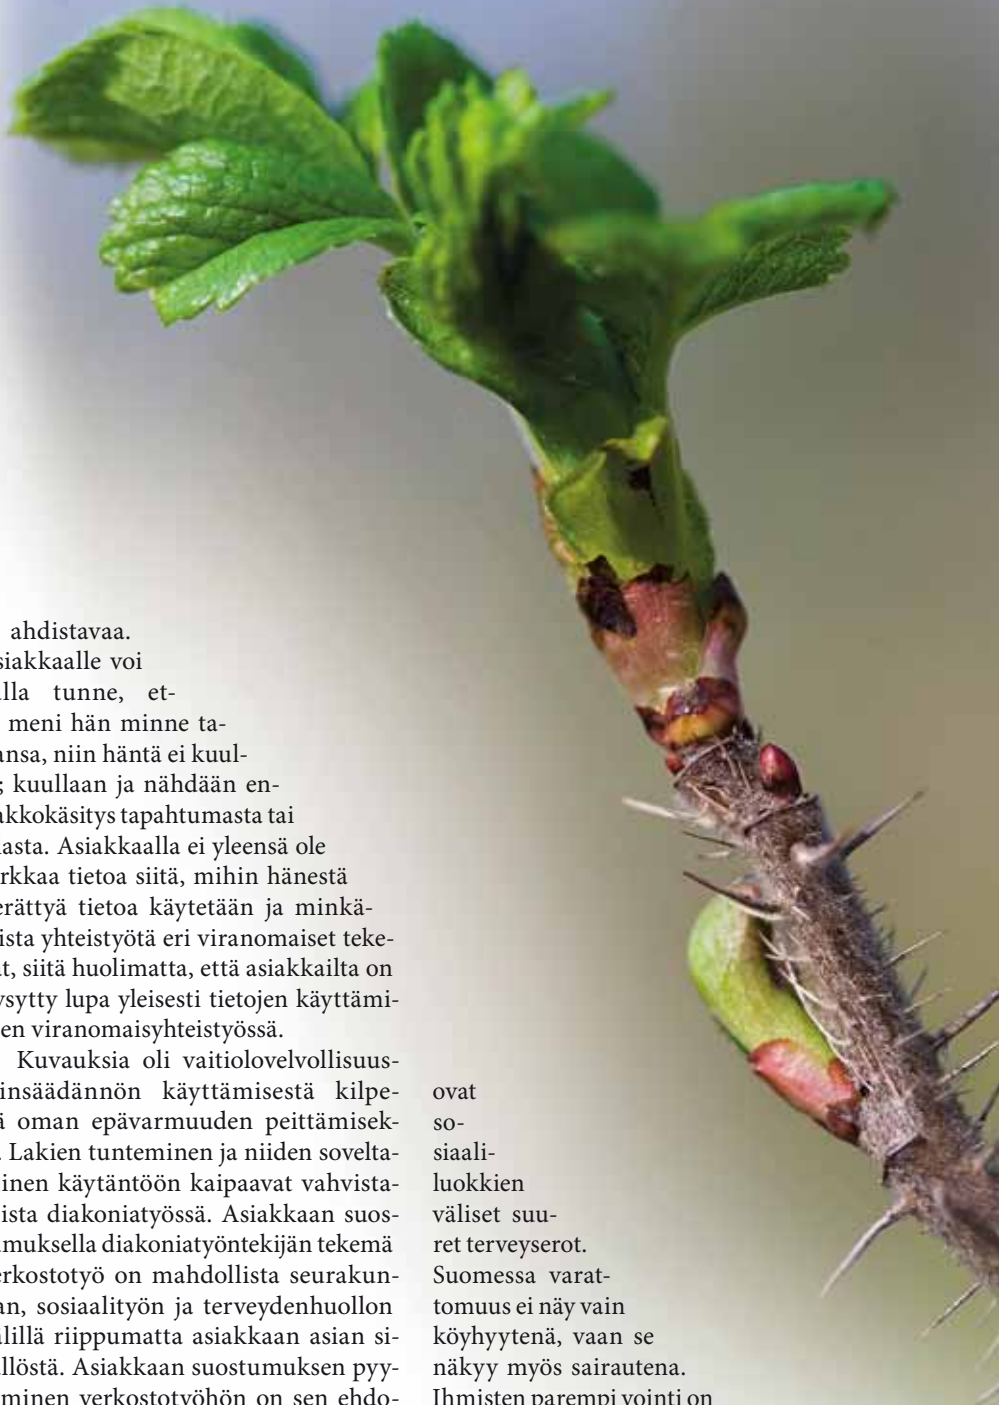 ahdistavaa.
siakkaalle voi
lla tunne, et-
meni hän minne ta-
ansa, niin häntä ei kuul-
; kuullaan ja nähdään en-
akkokäsitys tapahtumasta tai
asta. Asiakkaalla ei yleensä ole
rkkaa tietoa siitä, mihin hänestä
erättyä tietoa käytetään ja minkä-
ista yhteistyötä eri viranomaiset teke-
t, siitä huolimatta, että asiakkailta on
ysytty lupa yleisesti tietojen käyttämi-
en viranomaisyhteistyössä.
Kuvauksia oli vaitiolovelvollisuus-
insäädännön käyttämisestä kilpe-
ä oman epävarmuuden peittämisek-
. Lakien tunteminen ja niiden sovelta-
inen käytäntöön kaipaavat vahvista-
ista diakoniatyössä. Asiakkaan suos-
muksella diakoniatyöntekijän tekemä
erkostotyö on mahdollista seurakun-
an, sosiaalityön ja terveydenhuollon
älillä riippumatta asiakkaan asian si-
ällöstä. Asiakkaan suostumuksen pyy-
minen verkostotyöhön on sen ehdo-
ovat
so-
siaali-
luokkien
väliset suu-
ret terveyserot.
Suomessa varat-
tomuus ei näy vain
köyhyytenä, vaan se
näkyy myös sairautena.
Ihmisten parempi vointi on